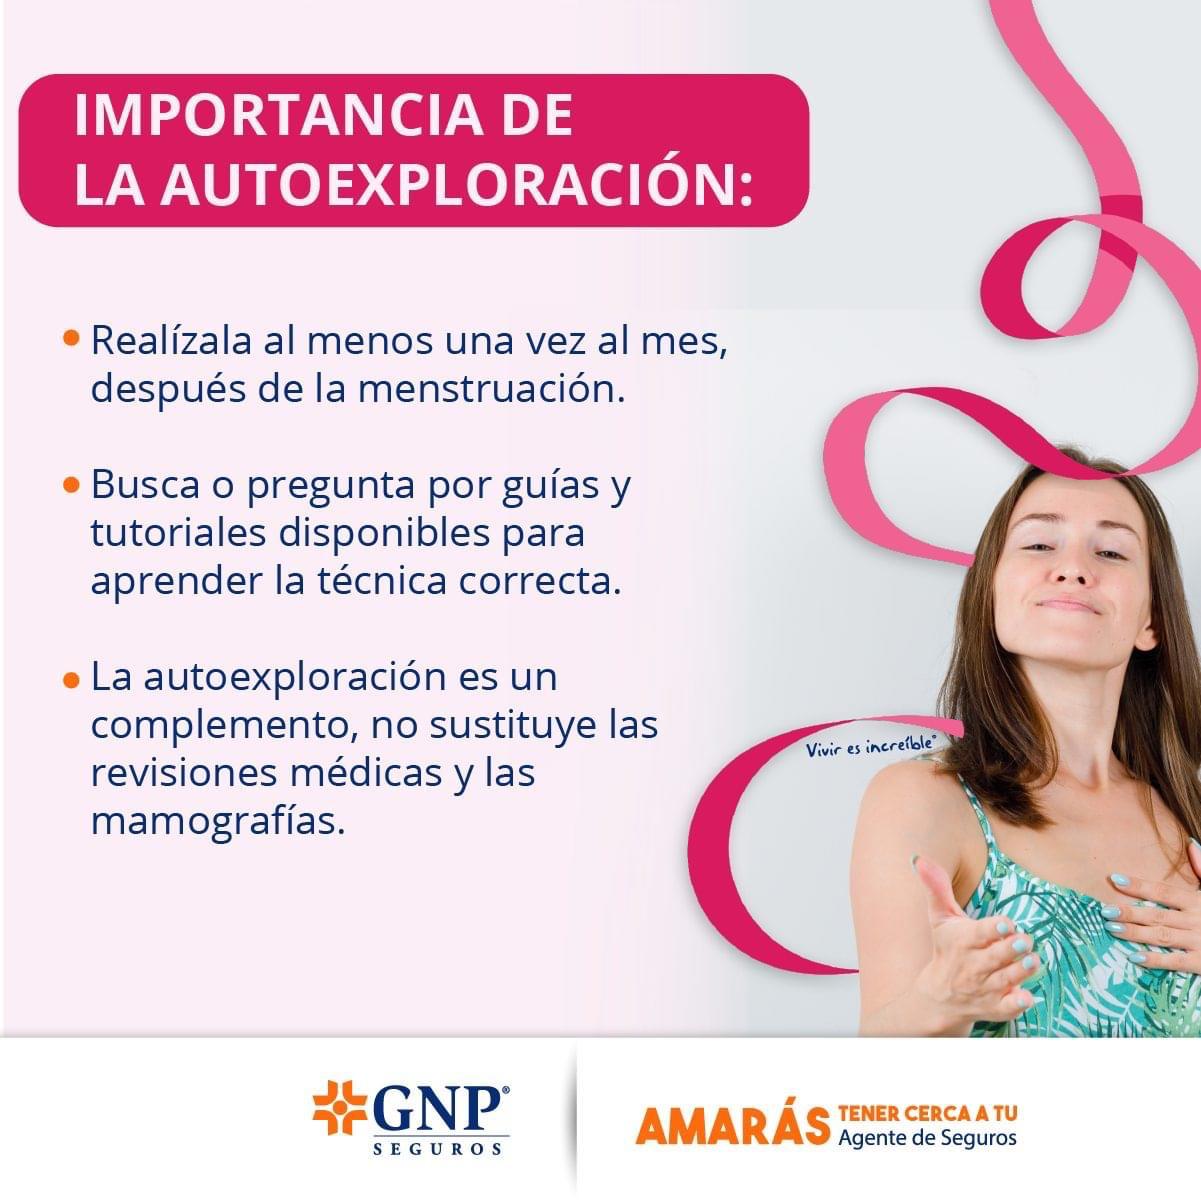 IMPORTANCIA DE
LA AUTOEXPLORACIÓN:
• Realízala al menos una vez al mes,
después de la menstruación.
• Busca o pregunta por guías y
tutoriales disponibles para
aprender la técnica correcta.
• La autoexploración es un
complemento, no sustituye las
revisiones médicas y las
mamografías.
Vivir es increíble®
GNP®
SEGUROS
AMARÁS TENER CERCA A TU
Agente de Seguros